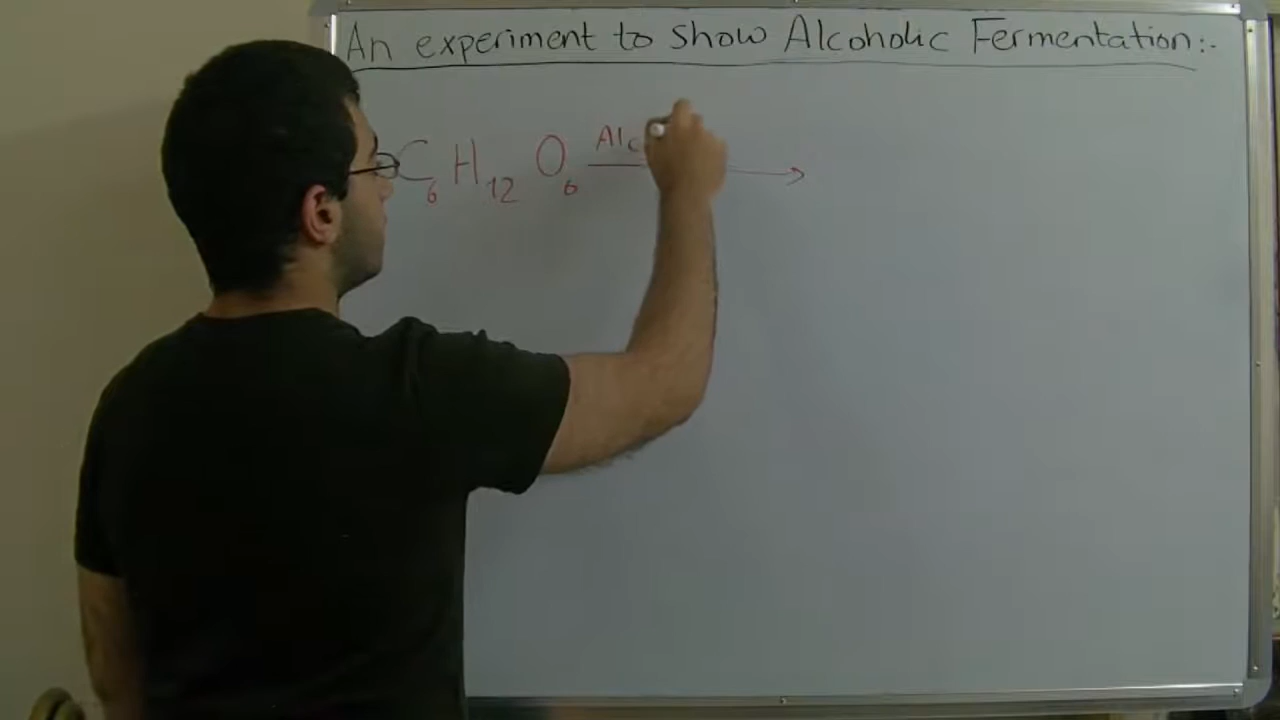 An experiment to show Alcoholic Fermentation:-
C6 H12 O6 Alc